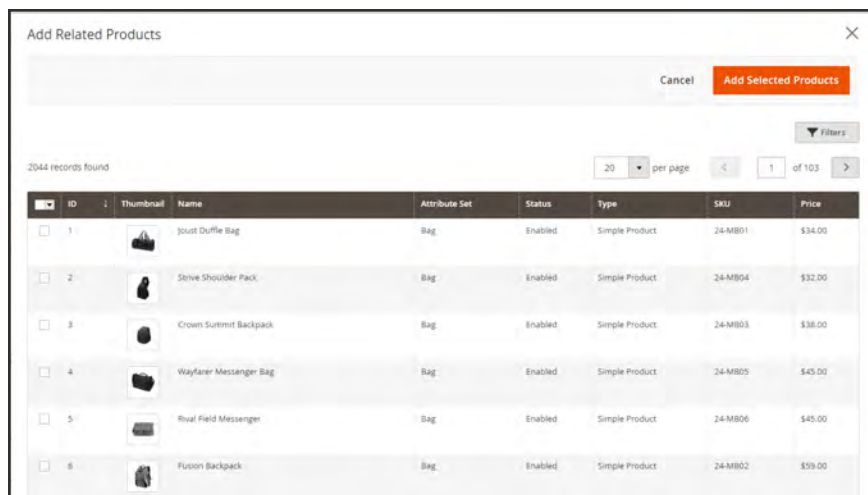 Add Related Products
Cancel Add Selected Products
Filters
2044 records found 20 per page 1 of 103
ID Thumbnail Name Attribute Set Status Type SKU Price
1 Joust Duffle Bag Bag Enabled Simple Product 24-MB01 $34.00
2 Strive Shoulder Pack Bag Enabled Simple Product 24-MB04 $32.00
3 Crown Summit Backpack Bag Enabled Simple Product 24-MB03 $38.00
4 Wayfarer Messenger Bag Bag Enabled Simple Product 24-MB05 $45.00
5 Rival Field Messenger Bag Enabled Simple Product 24-MB06 $45.00
6 Fusion Backpack Bag Enabled Simple Product 24-MB02 $59.00